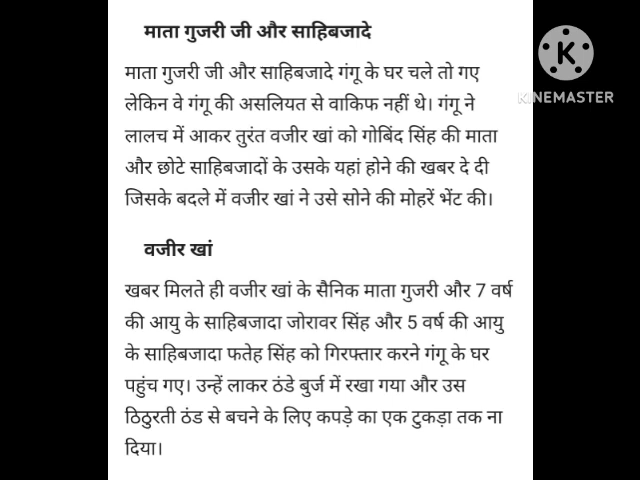 माता गुजरी जी और साहिबजादे
माता गुजरी जी और साहिबजादे गंगू के घर चले तो गए
लेकिन वे गंगू की असलियत से वाकिफ नहीं थे। गंगू ने
लालच में आकर तुरंत वजीर खां को गोबिंद सिंह की माता
और छोटे साहिबजादों के उसके यहां होने की खबर दे दी
जिसके बदले में वजीर खां ने उसे सोने की मोहरें भेंट की।
वजीर खां
खबर मिलते ही वजीर खां के सैनिक माता गुजरी और 7 वर्ष
की आयु के साहिबजादा जोरावर सिंह और 5 वर्ष की आयु
के साहिबजादा फतेह सिंह को गिरफ्तार करने गंगू के घर
पहुंच गए। उन्हें लाकर ठंडे बुर्ज में रखा गया और उस
ठिठुरती ठंड से बचने के लिए कपड़े का एक टुकड़ा तक ना
दिया।
K
KINEMASTER